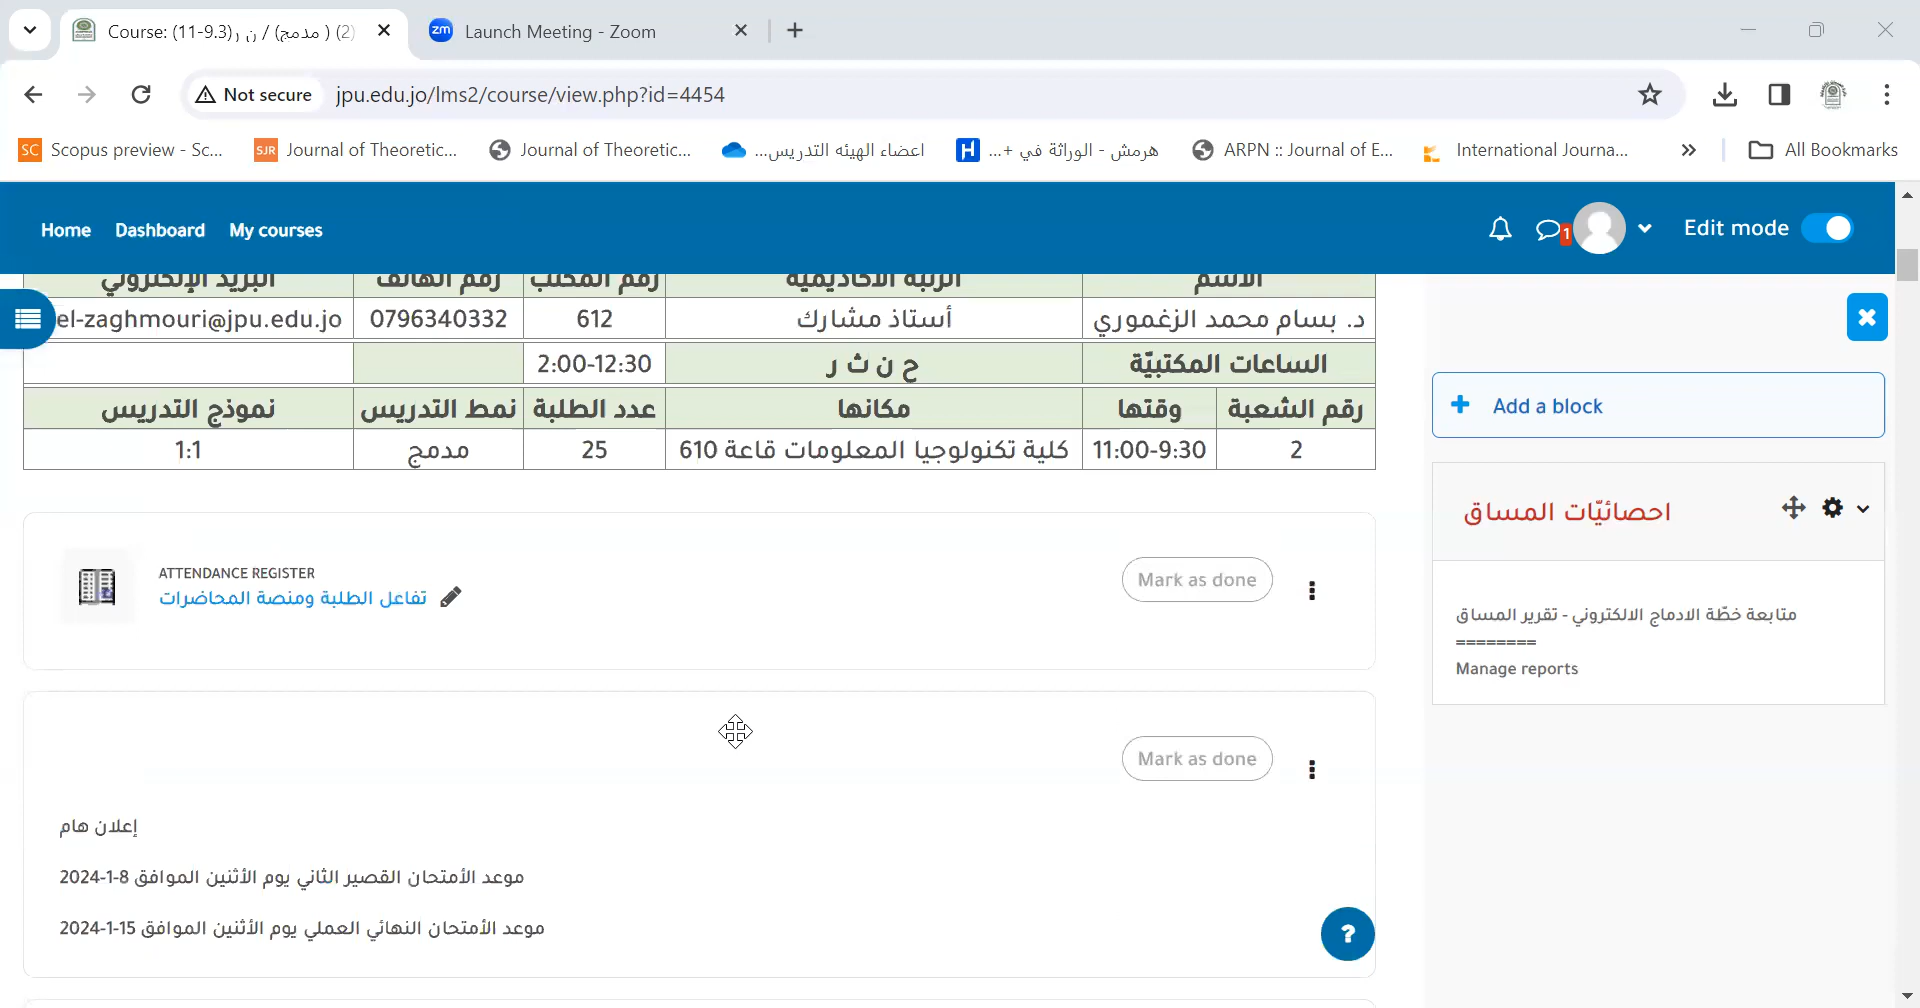 Course: (11-9.3) ن ر / (مدمج ) (2)
Launch Meeting - Zoom
Not secure
jpu.edu.jo/lms2/course/view.php?id=4454
SC Scopus preview - Sc...
SJR Journal of Theoretic...
Journal of Theoretic...
اعضاء الهيئه التدريس...
H هرمش - الوراثة في +...
ARPN :: Journal of E...
International Journa...
All Bookmarks
Home Dashboard My courses
1
Edit mode
الاسم الرتبة الأكاديمية رقم المكتب رقم الهاتف البريد الإلكتروني
د. بسام محمد الزغموري أستاذ مشارك 612 0796340332 el-zaghmouri@jpu.edu.jo
الساعات المكتبيّة ح ن ث ر 2:00-12:30
رقم الشعبة وقتها مكانها عدد الطلبة نمط التدريس نموذج التدريس
2 11:00-9:30 كلية تكنولوجيا المعلومات قاعة 610 25 مدمج 1:1
Add a block
احصائيّات المساق
متابعة خطّة الادماج الالكتروني - تقرير المساق
========
Manage reports
ATTENDANCE REGISTER
تفاعل الطلبة ومنصة المحاضرات
Mark as done
Mark as done
إعلان هام
موعد الأمتحان القصير الثاني يوم الأثنين الموافق 8-1-2024
موعد الأمتحان النهائي العملي يوم الأثنين الموافق 15-1-2024
?